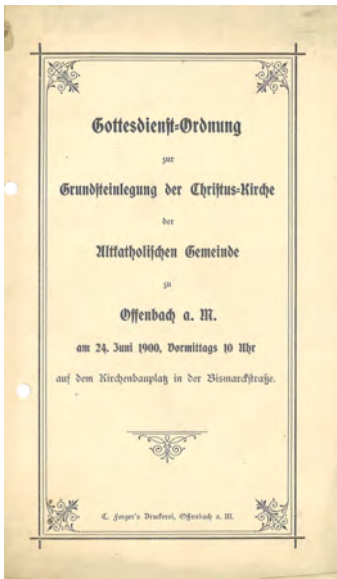 Gottesdienst-Ordnung
zur
Grundsteinlegung der Christus-Kirche
der
Altkatholischen Gemeinde
zu
Offenbach a. M.
am 24. Juni 1900, Vormittags 10 Uhr
auf dem Kirchenbauplatz in der Bismarckstraße.
C. Forger's Druckerei, Offenbach a. M.